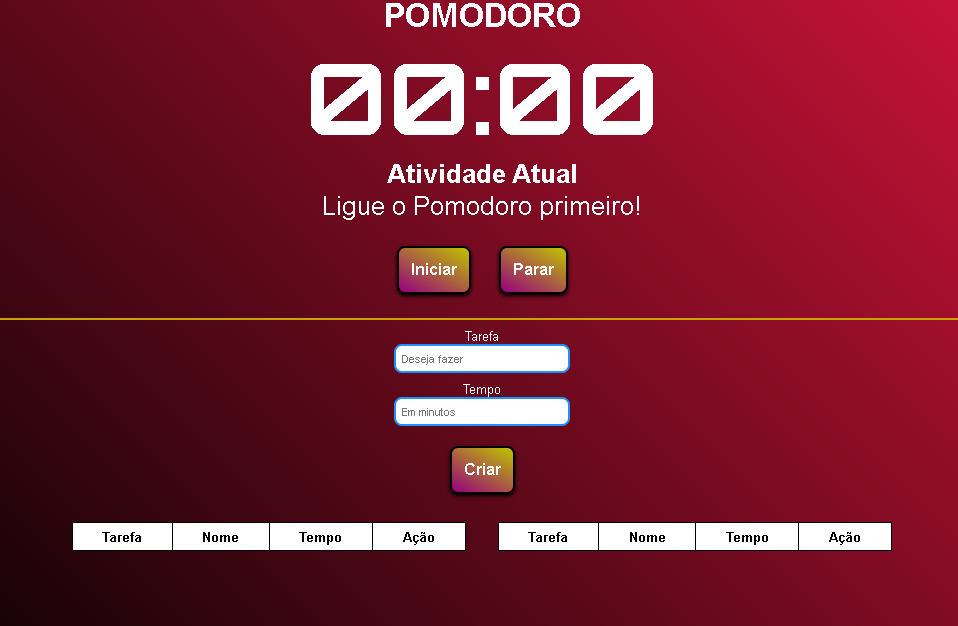 POMODORO
00:00
Atividade Atual
Ligue o Pomodoro primeiro!
Iniciar Parar
Tarefa
Deseja fazer
Tempo
Em minutos
Criar
Tarefa Nome Tempo Ação Tarefa Nome Tempo Ação